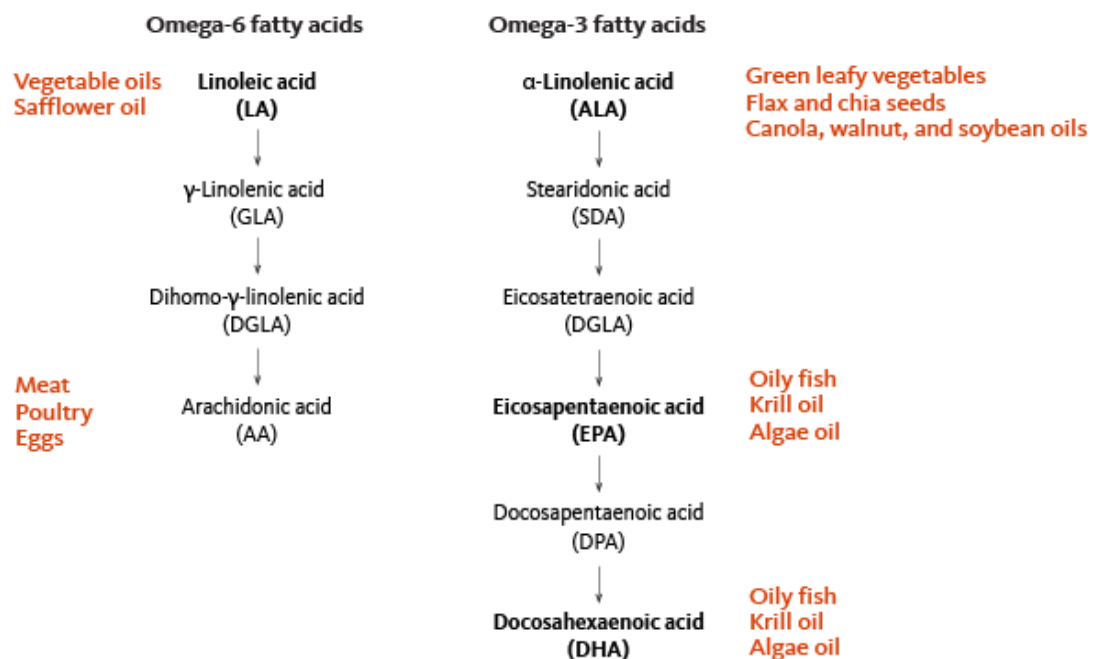 Omega-6 fatty acids
Omega-3 fatty acids
Vegetable oils
Safflower oil
Linoleic acid
(LA)
α-Linolenic acid
(ALA)
Green leafy vegetables
Flax and chia seeds
Canola, walnut, and soybean oils
γ-Linolenic acid
(GLA)
Stearidonic acid
(SDA)
Dihomo-γ-linolenic acid
(DGLA)
Eicosatetraenoic acid
(DGLA)
Meat
Poultry
Eggs
Arachidonic acid
(AA)
Eicosapentaenoic acid
(EPA)
Oily fish
Krill oil
Algae oil
Docosapentaenoic acid
(DPA)
Docosahexaenoic acid
(DHA)
Oily fish
Krill oil
Algae oil